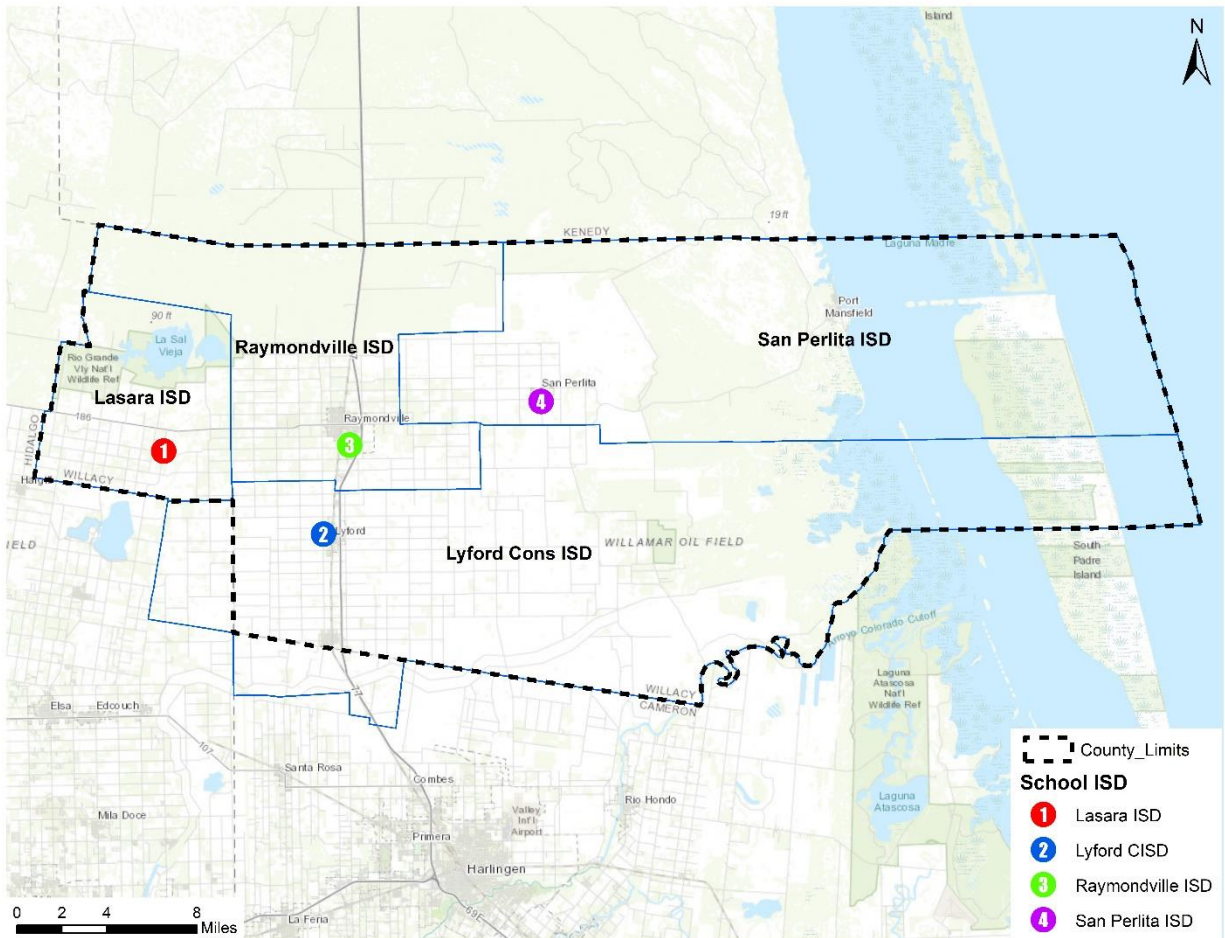 Island
N
19 ft
KENEDY
Laguna Madre
Port
Mansfield
90 ft
La Sal
Vieja
Raymondville ISD
San Perlita ISD
Rio Grande
Vly Nat'l
Wildlife Ref
San Perlita
Lasara ISD
4
186
Raymondville
HIDALGO
1
3
WILLACY
2
Lyford
IELD
Lyford Cons ISD
WILLAMAR OIL FIELD
South
Padre
Island
Arroyo Colorado Cutoff
Laguna
Atascosa
Nat'l
Wildlife Ref
WILLACY
CAMERON
77
Elsa
Edcouch
107
Santa Rosa
Combes
Rio Hondo
Laguna
Atascosa
Mila Doce
Primera
Valley
Int'l
Airport
Harlingen
La Feria
69E
County_Limits
School ISD
1 Lasara ISD
2 Lyford CISD
3 Raymondville ISD
4 San Perlita ISD
0 2 4 8
Miles